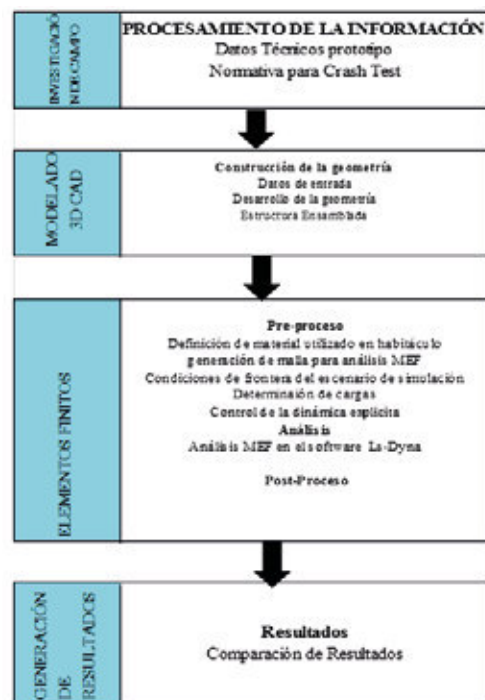 INVESTIGACIÓ
N DE CAMPO
PROCESAMIENTO DE LA INFORMACIÓN
Datos Técnicos prototipo
Normativa para Crash Test
MODELADO
3D CAD
Construcción de la geometría
Datos de entrada
Desarrollo de la geometría
Estructura Ensamblada
ELEMENTOS FINITOS
Pre-proceso
Definición de material utilizado en habitáculo
generación de malla para análisis MEF
Condiciones de frontera del escenario de simulación
Determinaión de cargas
Control de la dinámica explícita
Análisis
Análisis MEF en el software Ls-Dyna
Post-Proceso
GENERACIÓN
DE
RESULTADOS
Resultados
Comparación de Resultados